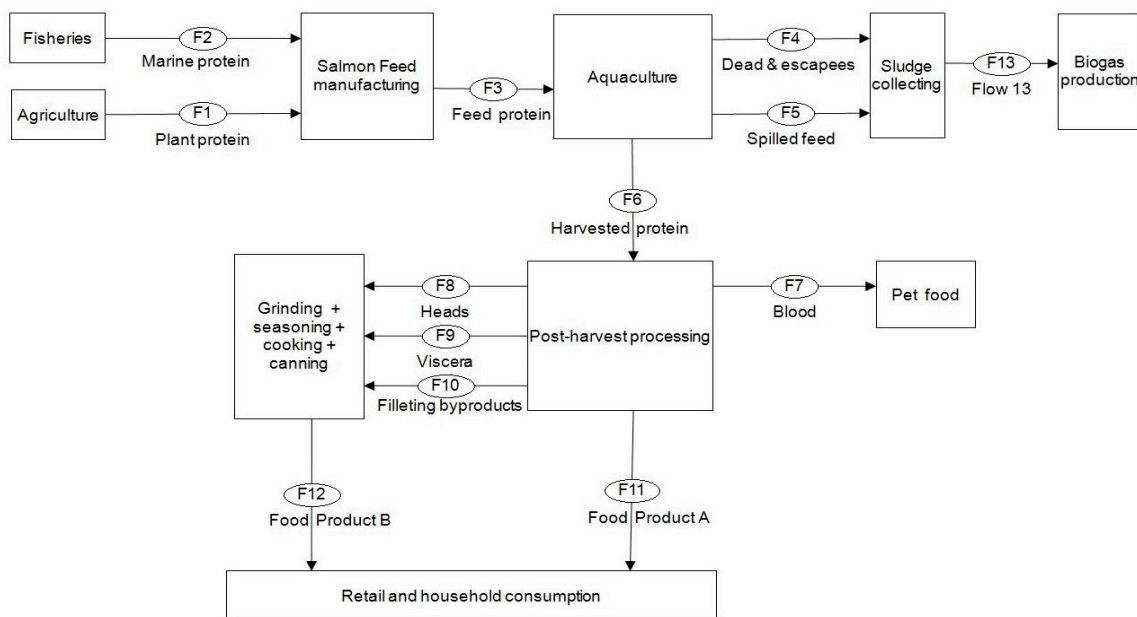 Fisheries
F2
Marine protein
Agriculture
F1
Plant protein
Salmon Feed
manufacturing
F3
Feed protein
Aquaculture
F4
Dead & escapees
F5
Spilled feed
Sludge
collecting
F13
Flow 13
Biogas
production
F6
Harvested protein
Grinding +
seasoning +
cooking +
canning
F8
Heads
F9
Viscera
F10
Filleting byproducts
Post-harvest processing
F7
Blood
Pet food
F12
Food Product B
F11
Food Product A
Retail and household consumption